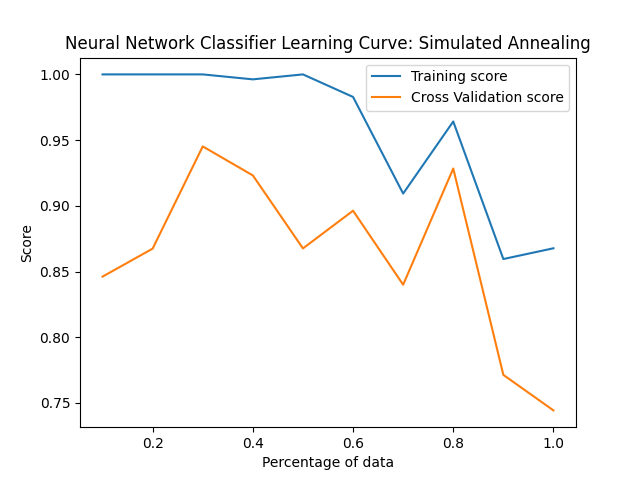 Neural Network Classifier Learning Curve: Simulated Annealing
1.00
0.95
0.90
0.85
0.80
0.75
Score
Training score
Cross Validation score
0.2 0.4 0.6 0.8 1.0
Percentage of data